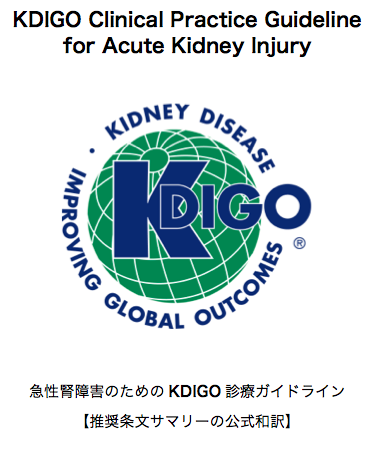 KDIGO Clinical Practice Guideline
for Acute Kidney Injury
· KIDNEY DISEASE
KDIGO
®
IMPROVING GLOBAL OUTCOMES
急性腎障害のための KDIGO 診療ガイドライン
【推奨条文サマリーの公式和訳】